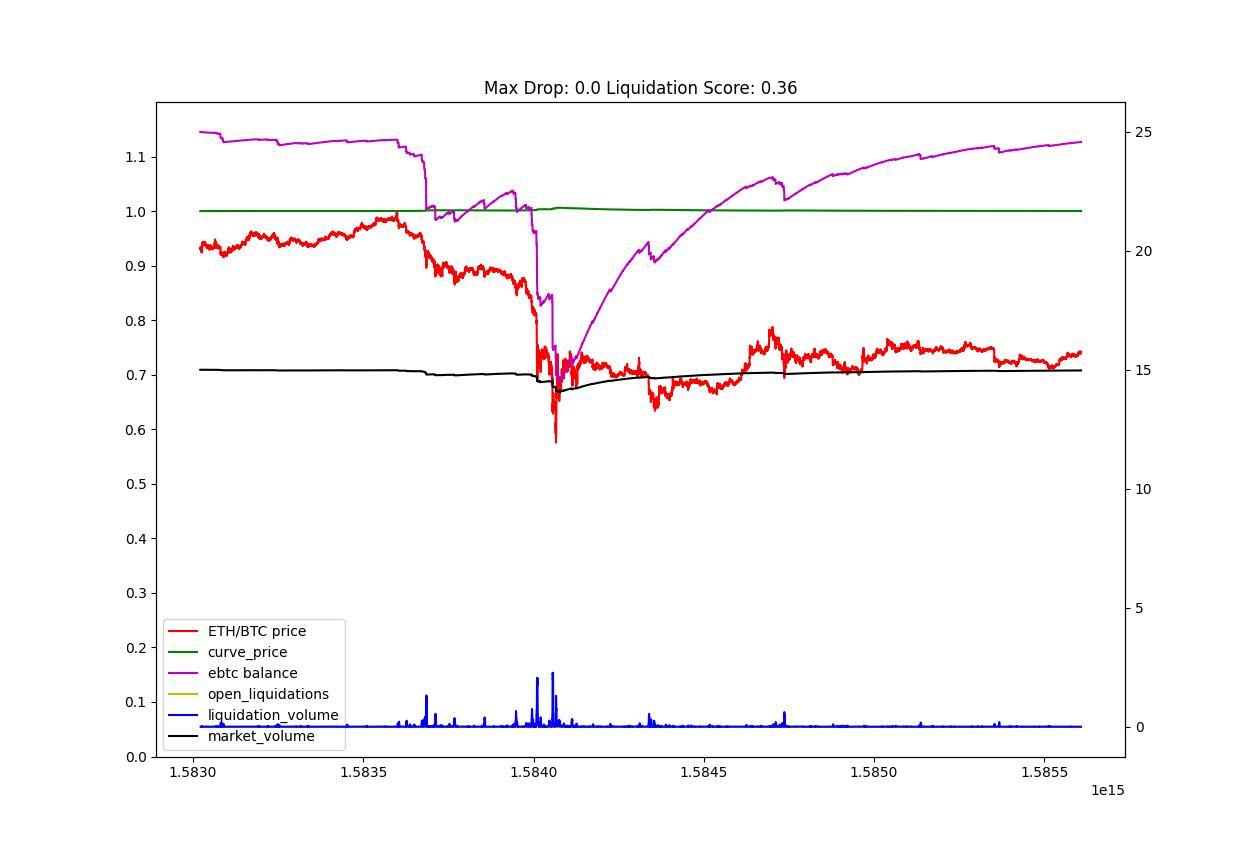 Max Drop: 0.0 Liquidation Score: 0.36
1.1
1.0
0.9
0.8
0.7
0.6
0.5
0.4
0.3
0.2
0.1
0.0
25
20
15
10
5
0
ETH/BTC price
curve_price
ebtc balance
open_liquidations
liquidation_volume
market_volume
1.5830 1.5835 1.5840 1.5845 1.5850 1.5855
1e15